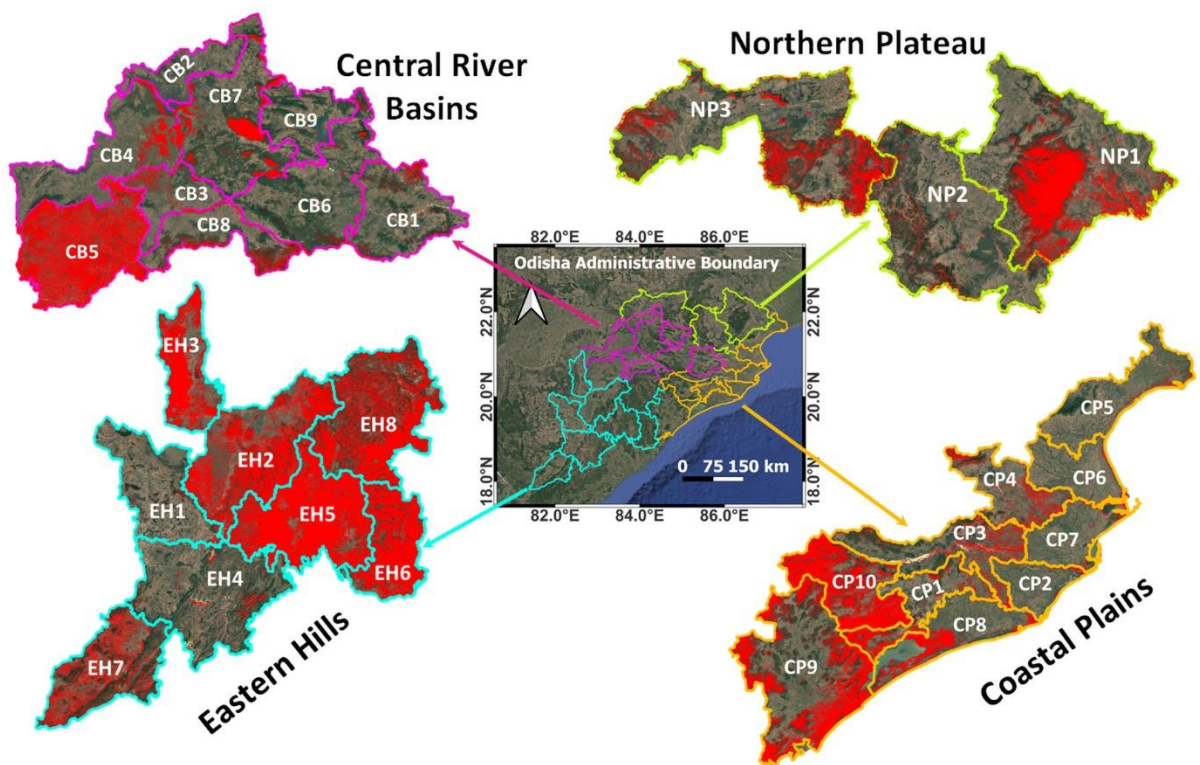 Central River
Basins
CB2
CB7
CB9
CB4
CB3
CB6
CB1
CB8
CB5
Northern Plateau
NP3
NP1
NP2
82.0°E 84.0°E 86.0°E
Odisha Administrative Boundary
22.0°N 22.0°N
20.0°N 20.0°N
18.0°N 18.0°N
0 75 150 km
82.0°E 84.0°E 86.0°E
EH3
EH8
EH2
EH1
EH5
EH6
EH4
EH7
Eastern Hills
CP5
CP4
CP6
CP3
CP7
CP10
CP1
CP2
CP8
CP9
Coastal Plains